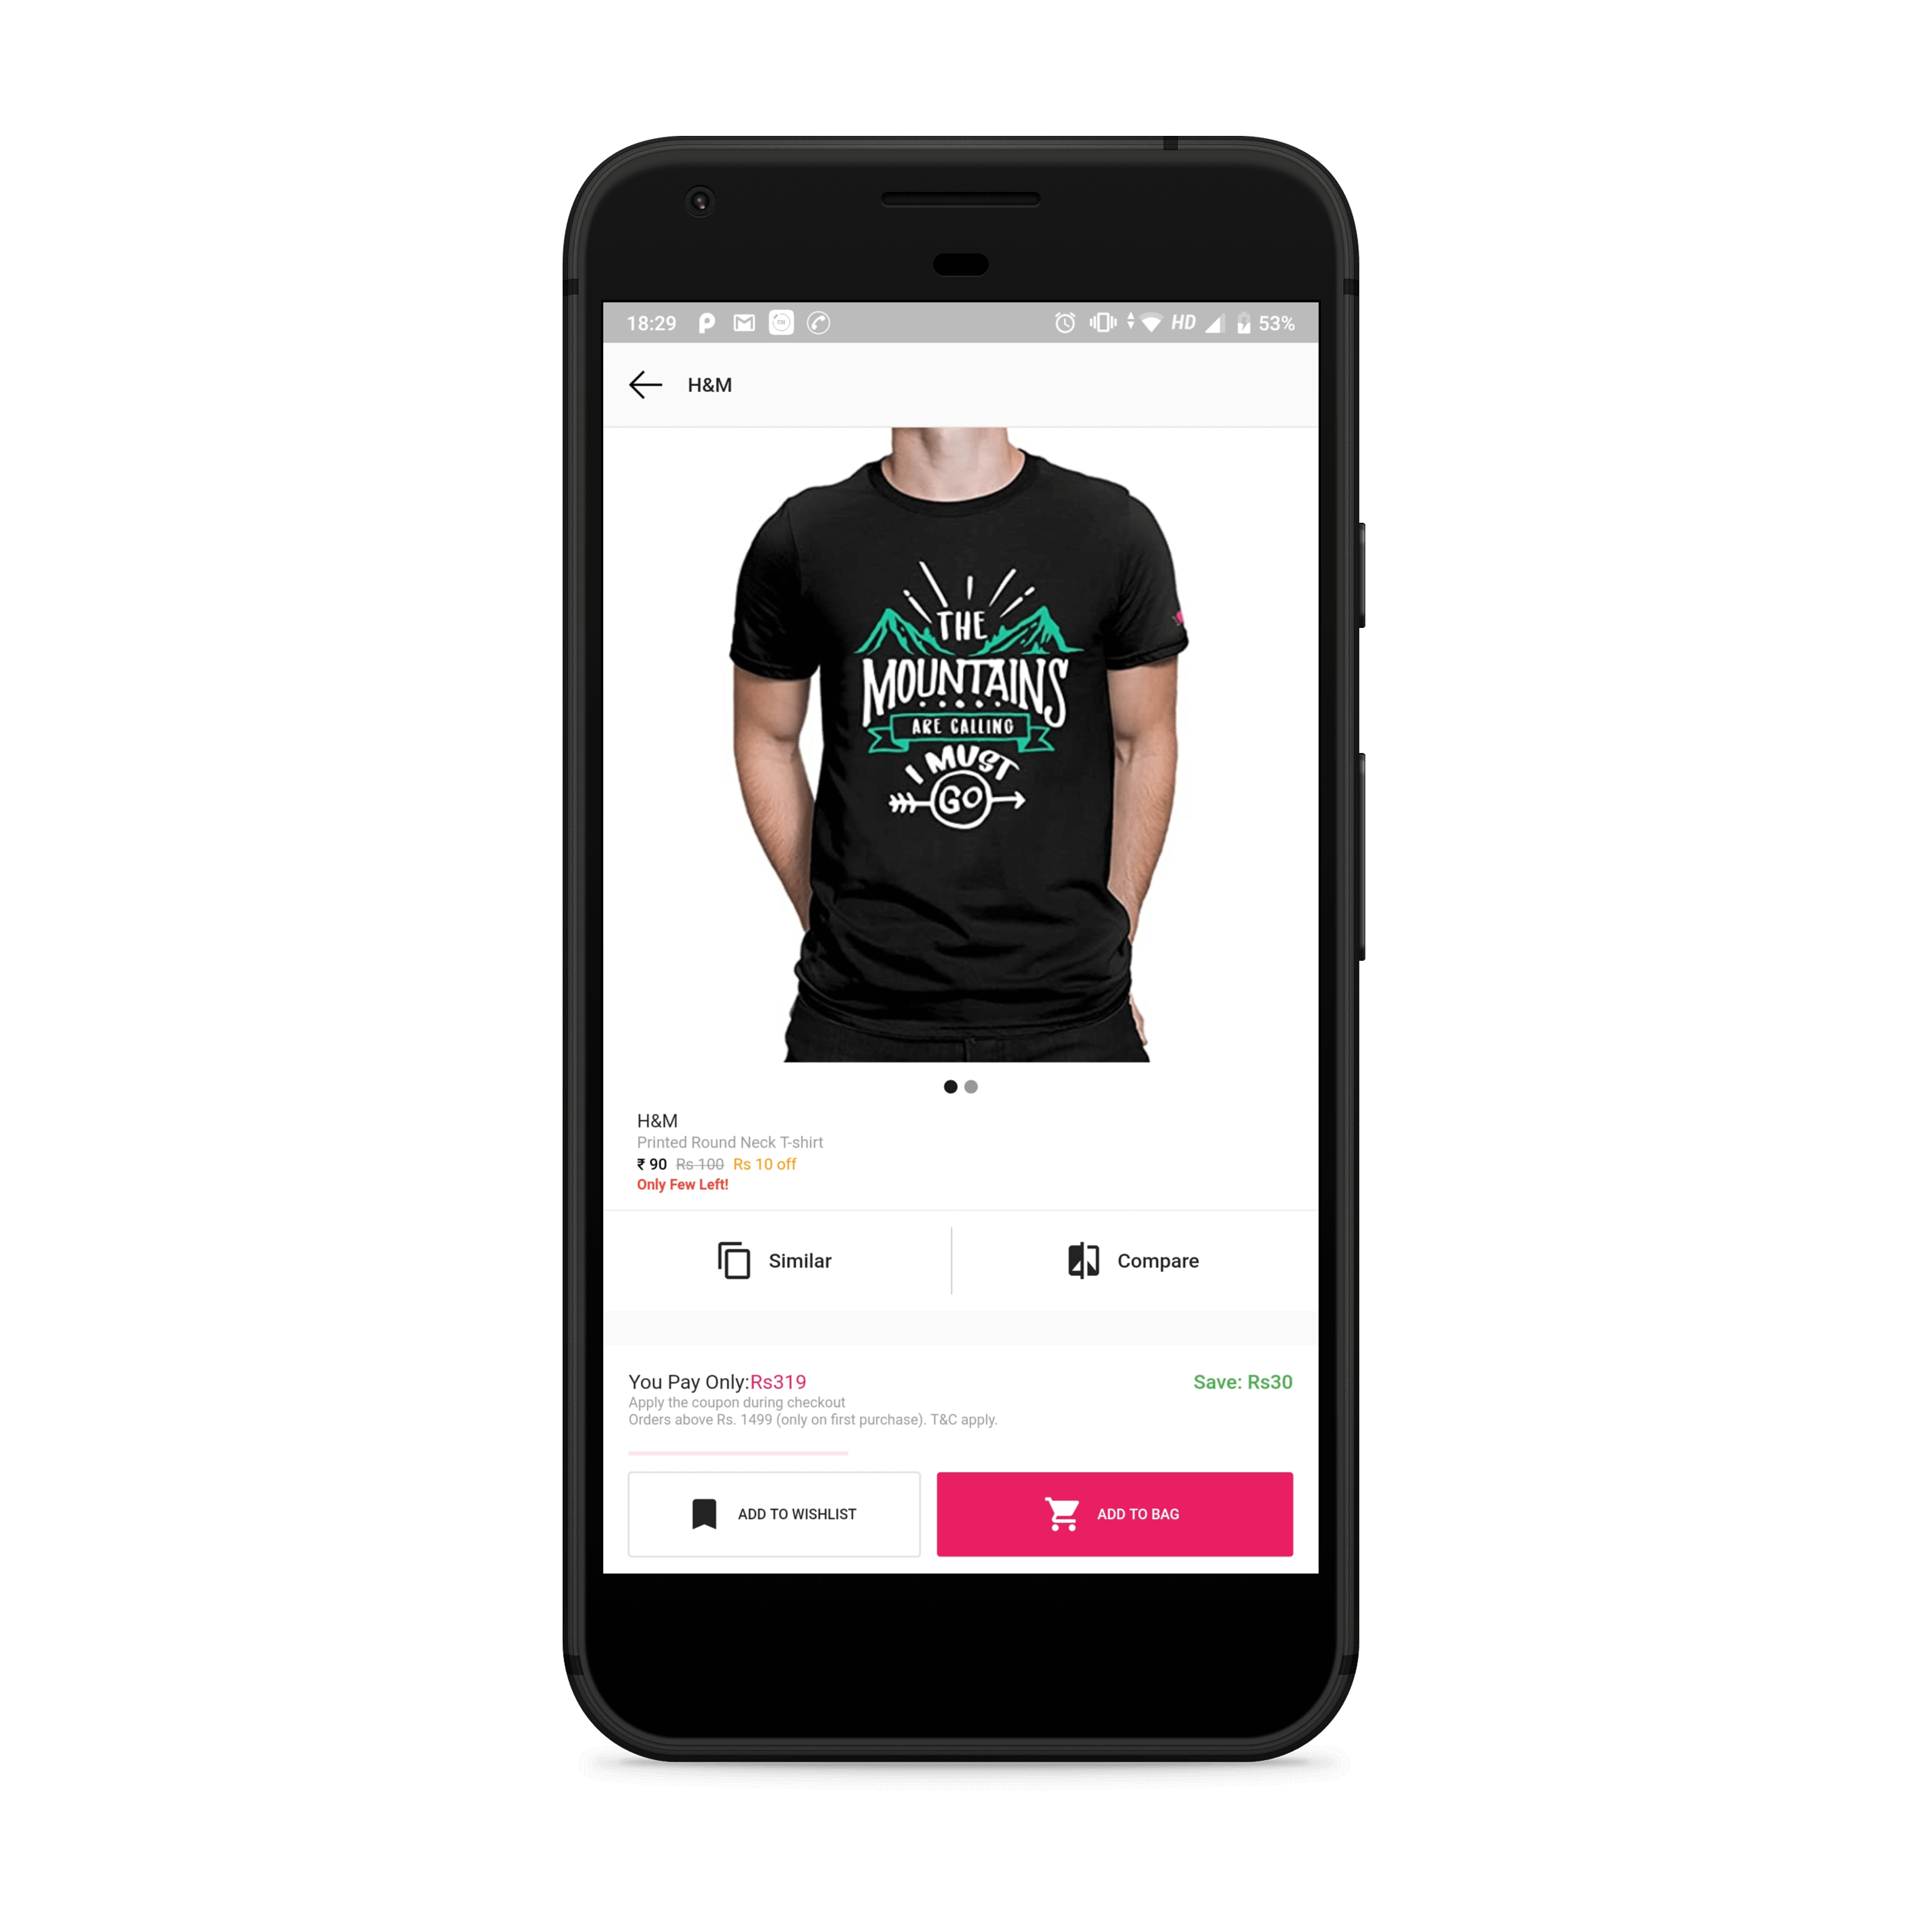 18:29 HD 53%
H&M
THE
MOUNTAINS
ARE CALLING
I MUST
GO
H&M
Printed Round Neck T-shirt
₹ 90 Rs 100 Rs 10 off
Only Few Left!
Similar Compare
You Pay Only:Rs319 Save: Rs30
Apply the coupon during checkout
Orders above Rs. 1499 (only on first purchase). T&C apply.
ADD TO WISHLIST ADD TO BAG